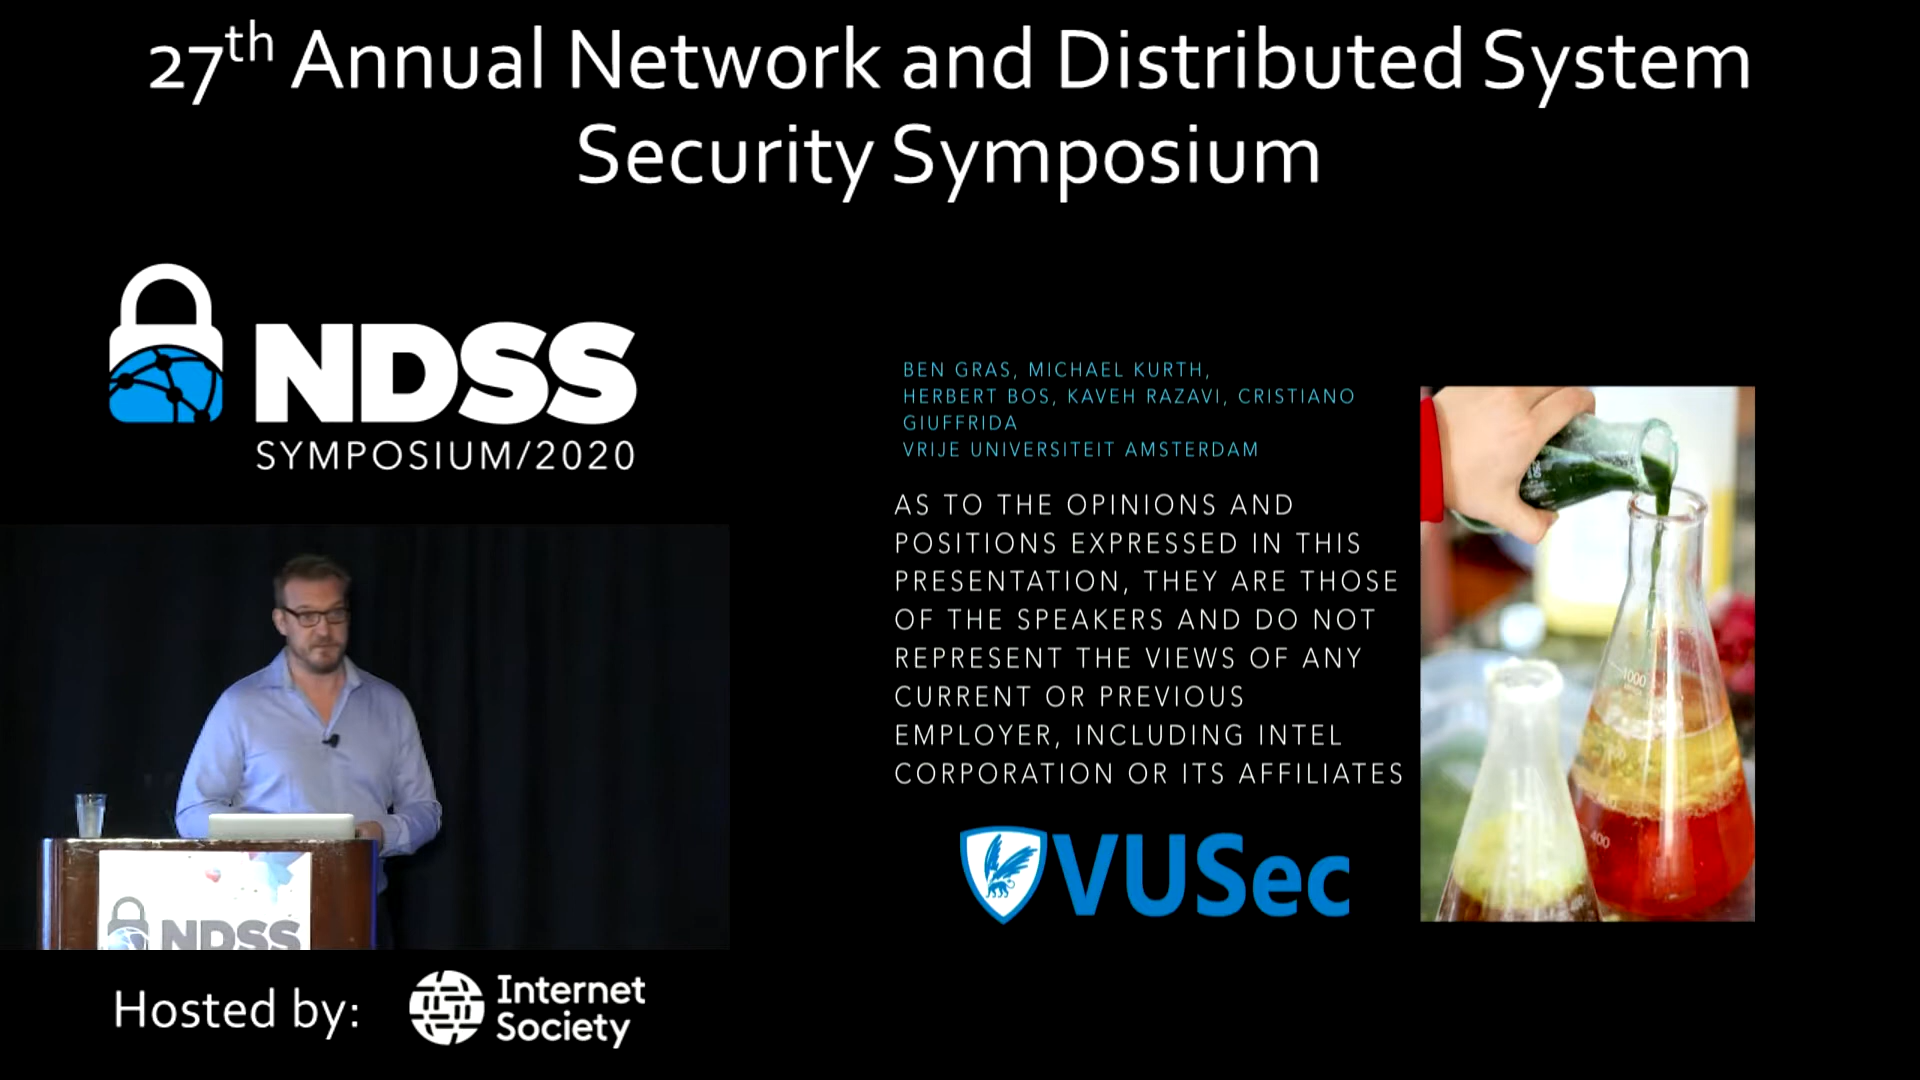 27th Annual Network and Distributed System
Security Symposium
NDSS
SYMPOSIUM/2020
BEN GRAS, MICHAEL KURTH,
HERBERT BOS, KAVEH RAZAVI, CRISTIANO
GIUFFRIDA
VRIJE UNIVERSITEIT AMSTERDAM
AS TO THE OPINIONS AND
POSITIONS EXPRESSED IN THIS
PRESENTATION, THEY ARE THOSE
OF THE SPEAKERS AND DO NOT
REPRESENT THE VIEWS OF ANY
CURRENT OR PREVIOUS
EMPLOYER, INCLUDING INTEL
CORPORATION OR ITS AFFILIATES
VUSec
1000
400
NDSS
Hosted by:
Internet
Society